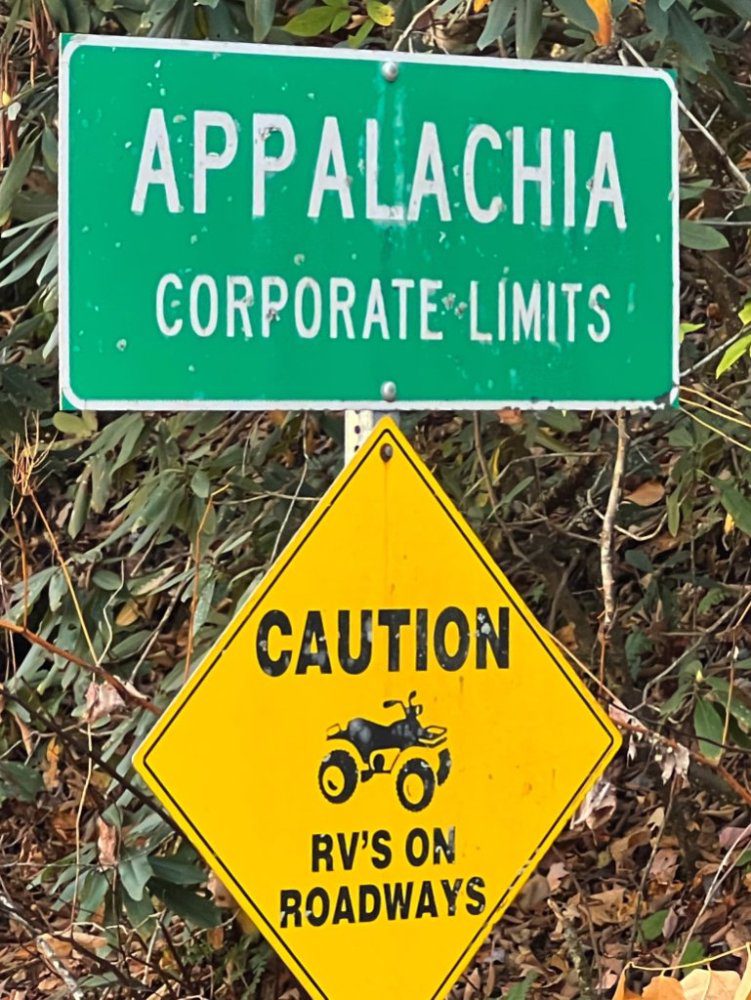 APPALACHIA
CORPORATE LIMITS
CAUTION
RV'S ON
ROADWAYS